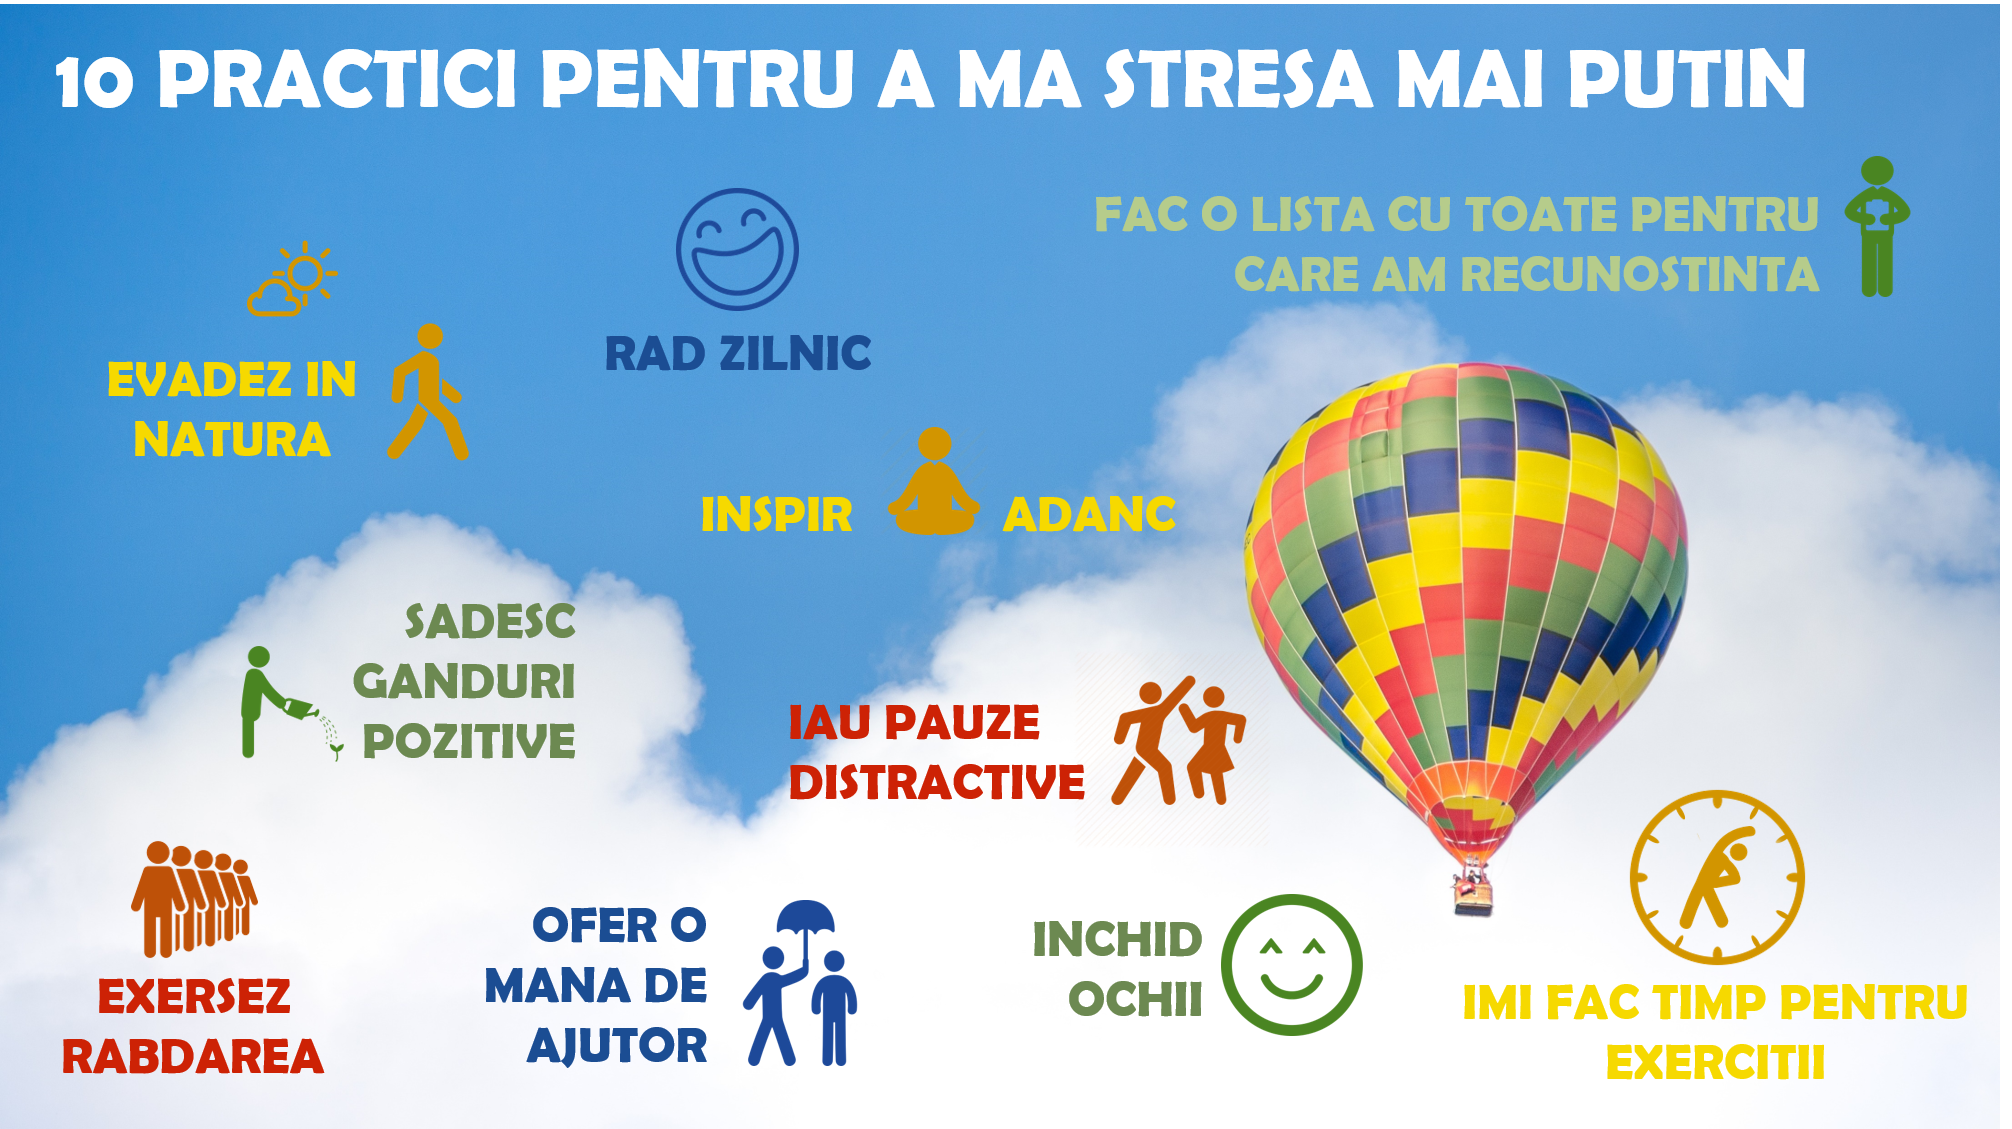 10 PRACTICI PENTRU A MA STRESA MAI PUTIN
FAC O LISTA CU TOATE PENTRU
CARE AM RECUNOSTINTA
RAD ZILNIC
EVADEZ IN
NATURA
INSPIR ADANC
SADESC
GANDURI
POZITIVE
IAU PAUZE
DISTRACTIVE
EXERSEZ
RABDAREA
OFER O
MANA DE
AJUTOR
INCHID
OCHII
IMI FAC TIMP PENTRU
EXERCITII